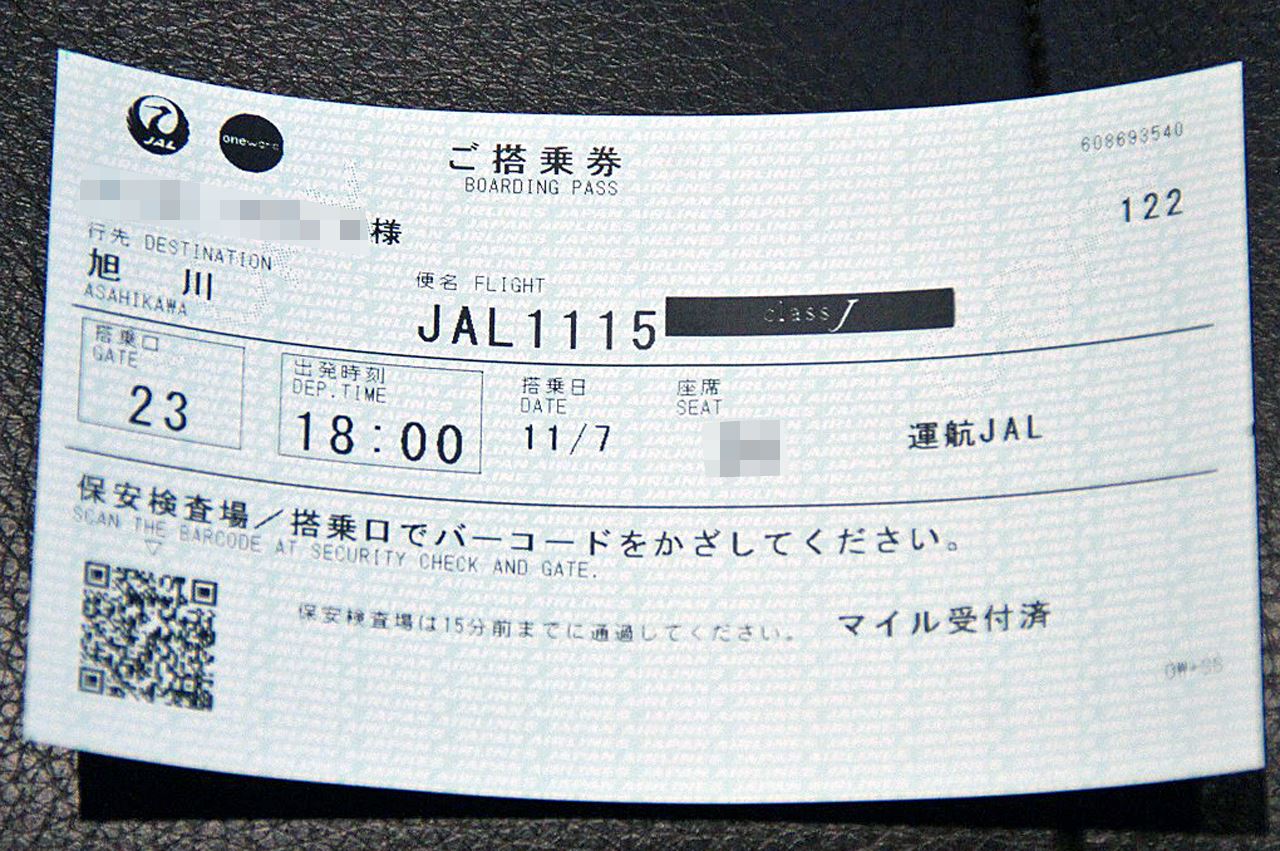 JAL
oneworld
ご搭乗券
BOARDING PASS
608693540
122
様
行先 DESTINATION
旭 川
ASAHIKAWA
便名 FLIGHT
JAL1115
class J
搭乗口
GATE
23
出発時刻
DEP.TIME
18:00
搭乗日
DATE
11/7
座席
SEAT
運航JAL
保安検査場/搭乗口でバーコードをかざしてください。
SCAN THE BARCODE AT SECURITY CHECK AND GATE.
保安検査場は15分前までに通過してください。
マイル受付済